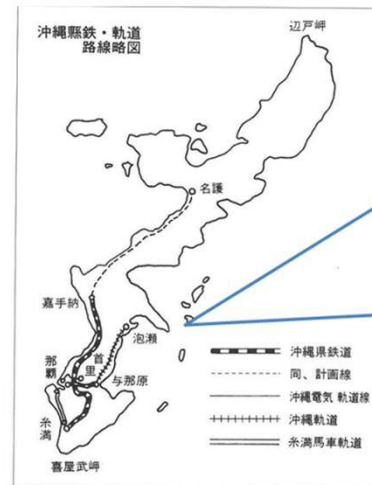 沖縄縣鉄・軌道
路線略図
辺戸岬
名護
嘉手納
泡瀬
首里
那覇
与那原
糸満
喜屋武岬
沖縄県鉄道
同、計画線
沖縄電気 軌道線
沖縄軌道
糸満馬車軌道